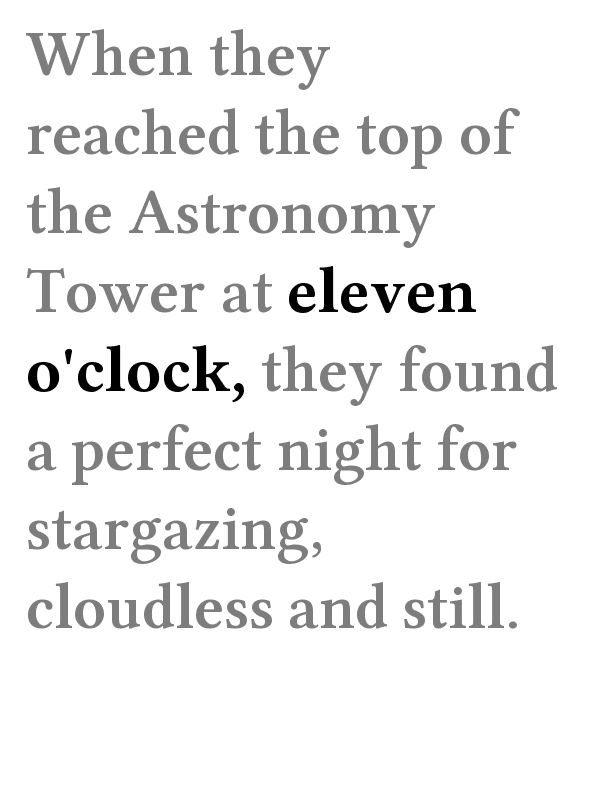 When they
reached the top of
the Astronomy
Tower at eleven
o'clock, they found
a perfect night for
stargazing,
cloudless and still.